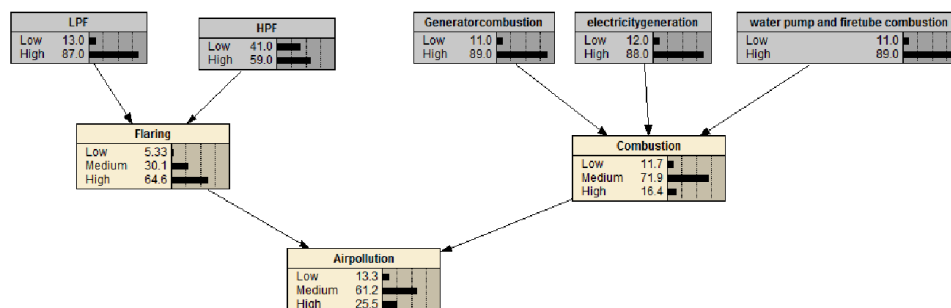 LPF
Low 13.0
High 87.0
HPF
Low 41.0
High 59.0
Generatorcombustion
Low 11.0
High 89.0
electricitygeneration
Low 12.0
High 88.0
water pump and firetube combustion
Low 11.0
High 89.0
Flaring
Low 5.33
Medium 30.1
High 64.6
Combustion
Low 11.7
Medium 71.9
High 16.4
Airpollution
Low 13.3
Medium 61.2
High 25.5